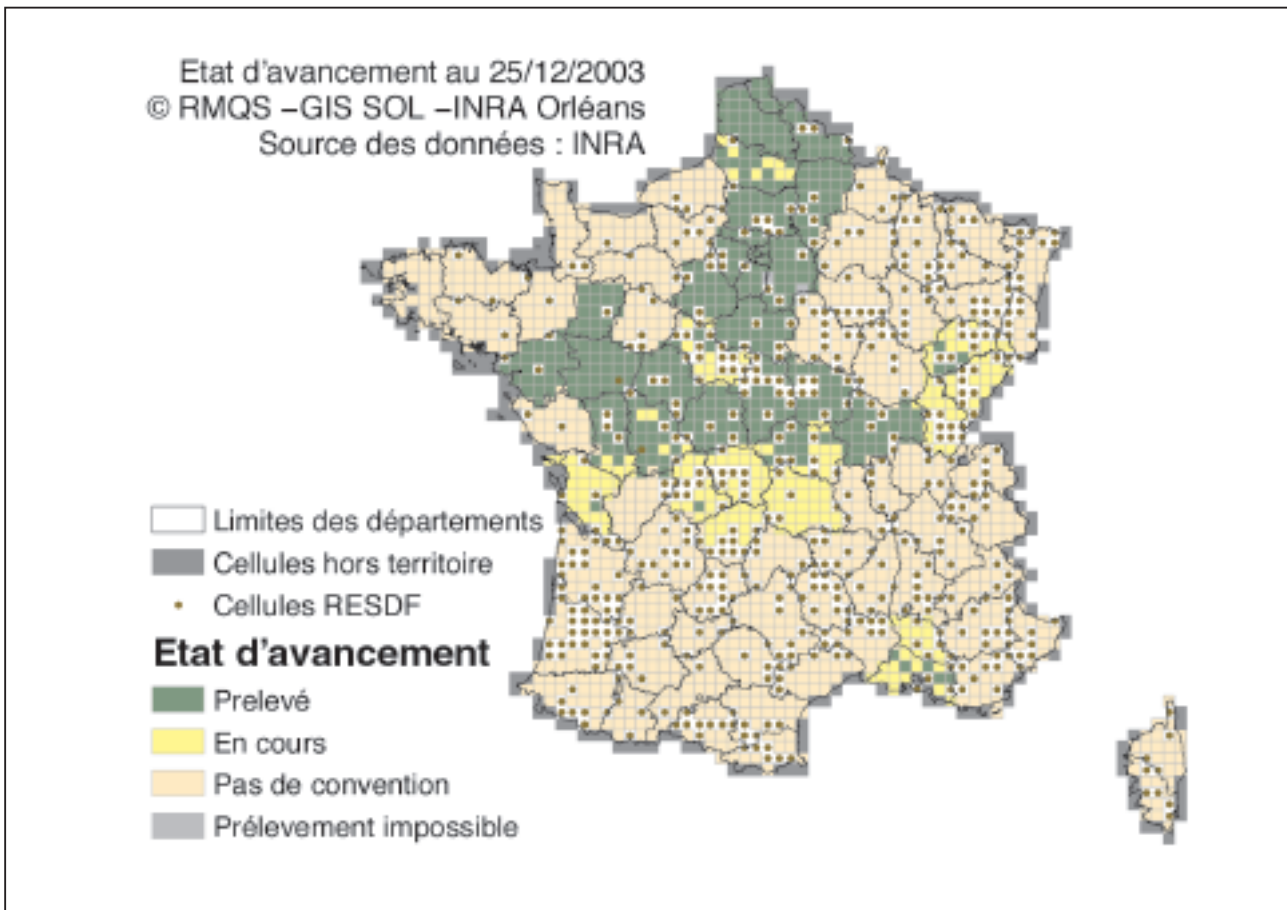 Etat d'avancement au 25/12/2003
© RMQS –GIS SOL –INRA Orléans
Source des données : INRA
Limites des départements
Cellules hors territoire
Cellules RESDF
Etat d'avancement
Prelevé
En cours
Pas de convention
Prélevement impossible